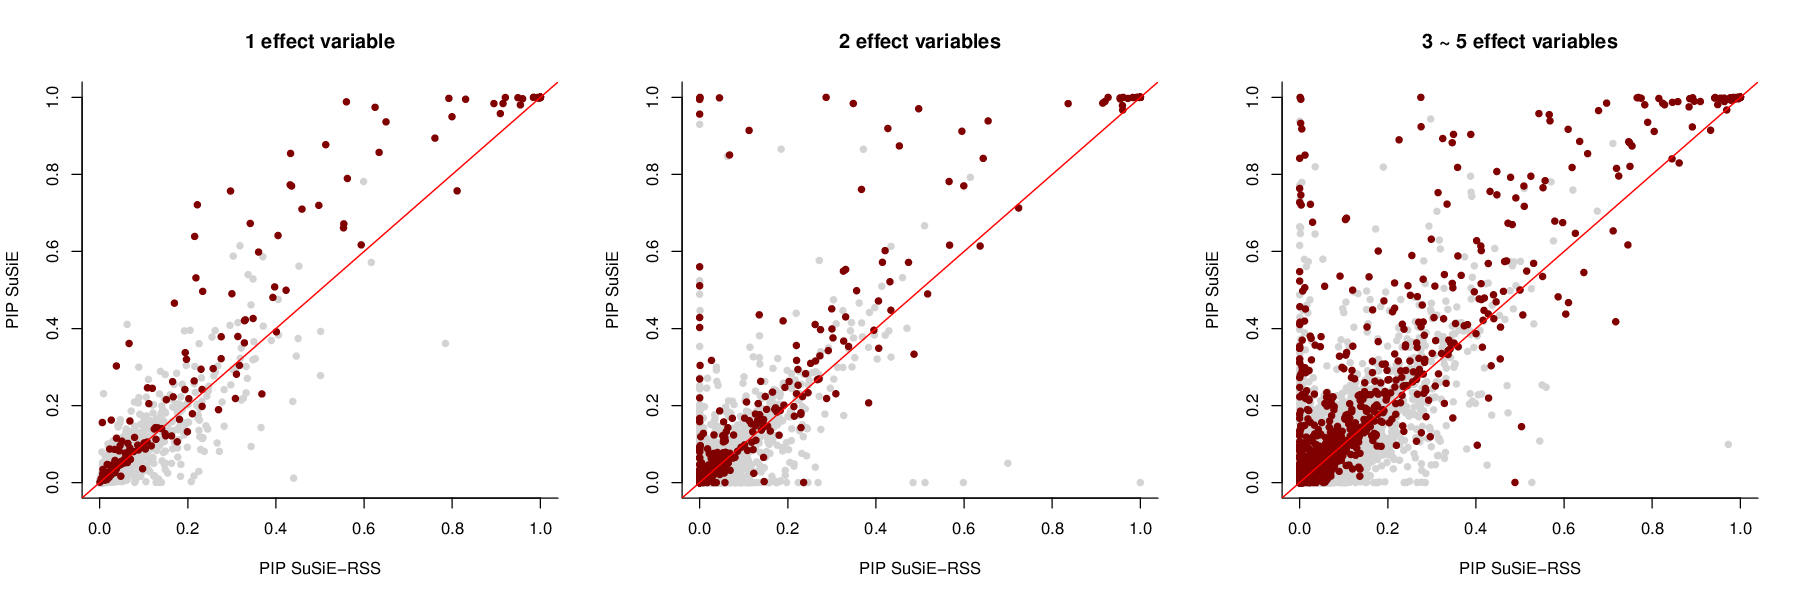 1 effect variable
PIP SuSiE
1.0
0.8
0.6
0.4
0.2
0.0
0.0 0.2 0.4 0.6 0.8 1.0
PIP SuSiE−RSS
2 effect variables
PIP SuSiE
1.0
0.8
0.6
0.4
0.2
0.0
0.0 0.2 0.4 0.6 0.8 1.0
PIP SuSiE−RSS
3 ~ 5 effect variables
PIP SuSiE
1.0
0.8
0.6
0.4
0.2
0.0
0.0 0.2 0.4 0.6 0.8 1.0
PIP SuSiE−RSS